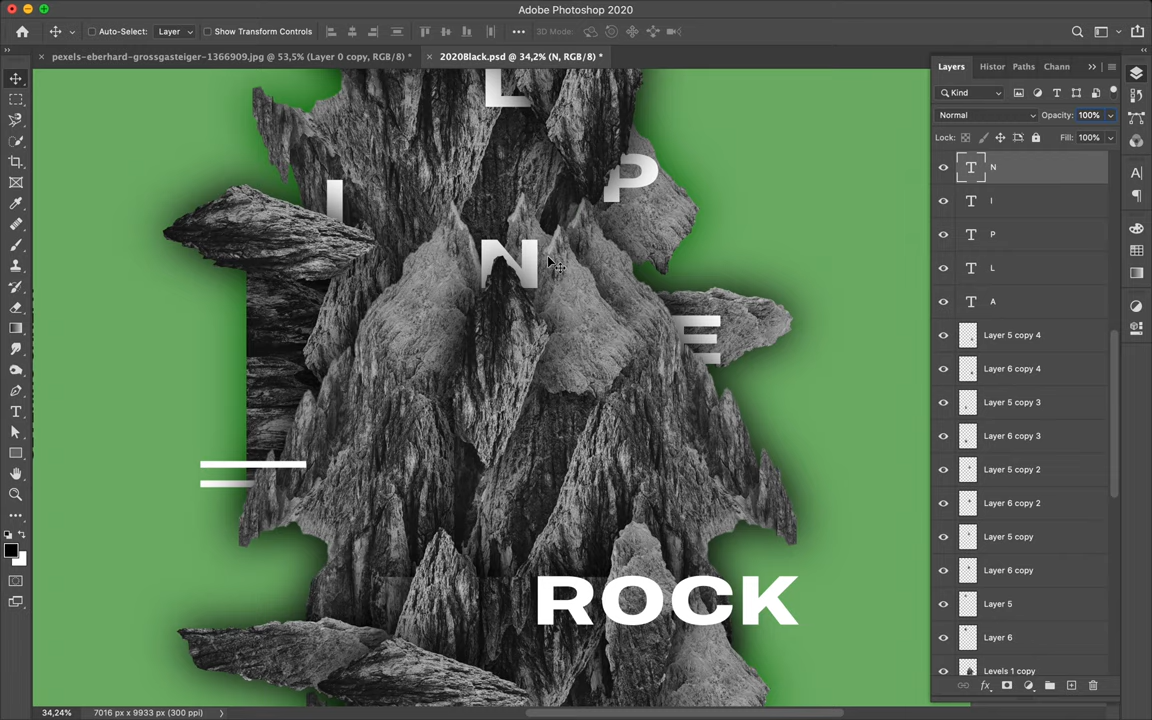 Adobe Photoshop 2020
Auto-Select:
Layer
Show Transform Controls
3D Mode:
pexels-eberhard-grossgasteiger-1366909.jpg @ 53,5% (Layer 0 copy, RGB/8) *
2020Black.psd @ 34,2% (N, RGB/8) *
Layers
Histor
Paths
Chann
Kind
Normal
Opacity: 100%
Lock:
Fill: 100%
N
I
P
L
A
Layer 5 copy 4
Layer 6 copy 4
Layer 5 copy 3
Layer 6 copy 3
Layer 5 copy 2
Layer 6 copy 2
Layer 5 copy
Layer 6 copy
Layer 5
Layer 6
Levels 1 copy
L
P
I
N
E
ROCK
34,24%
7016 px x 9933 px (300 ppi)